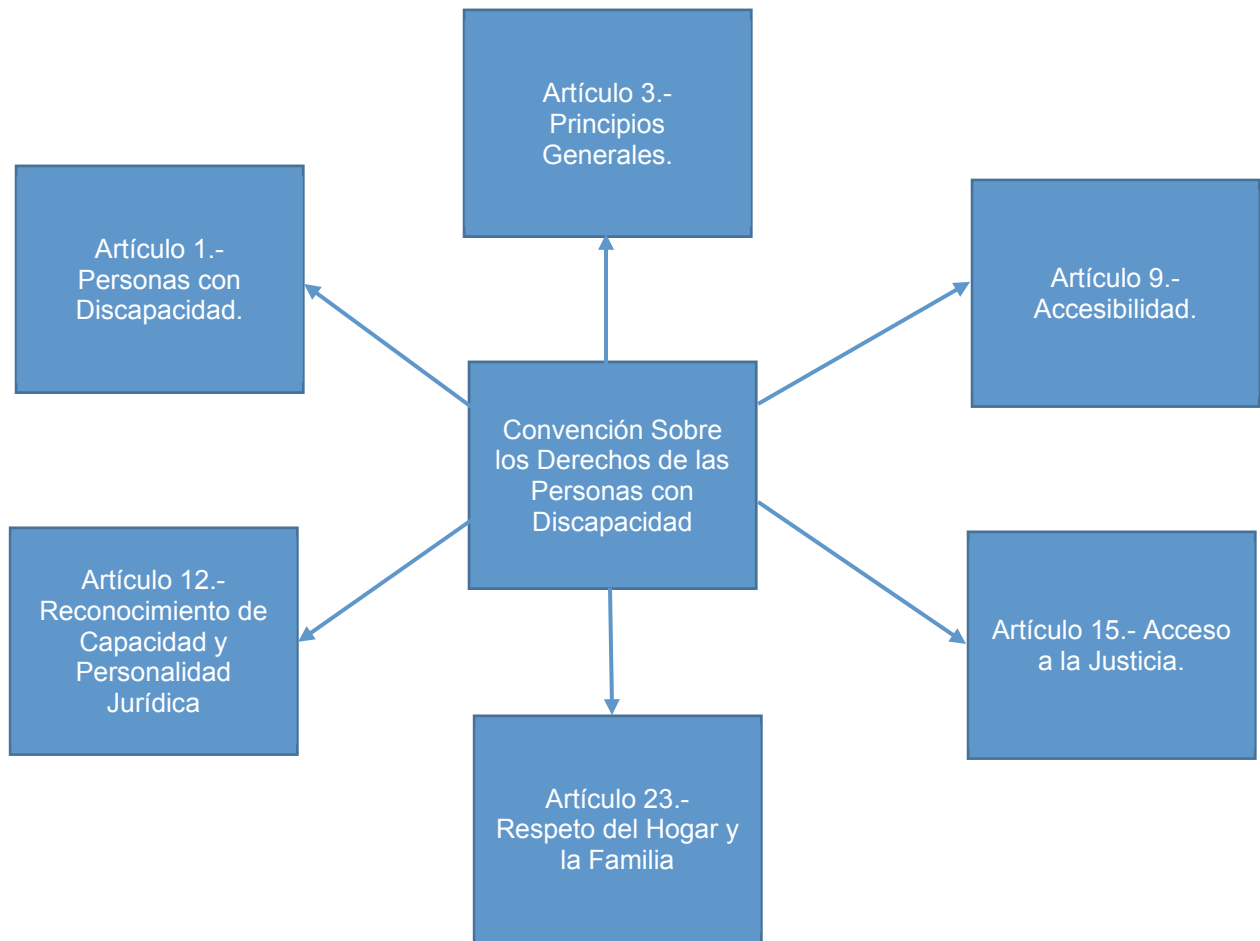 Artículo 3.-
Principios
Generales.
Artículo 1.-
Personas con
Discapacidad.
Artículo 9.-
Accesibilidad.
Convención Sobre
los Derechos de las
Personas con
Discapacidad
Artículo 12.-
Reconocimiento de
Capacidad y
Personalidad
Jurídica
Artículo 15.- Acceso
a la Justicia.
Artículo 23.-
Respeto del Hogar y
la Familia